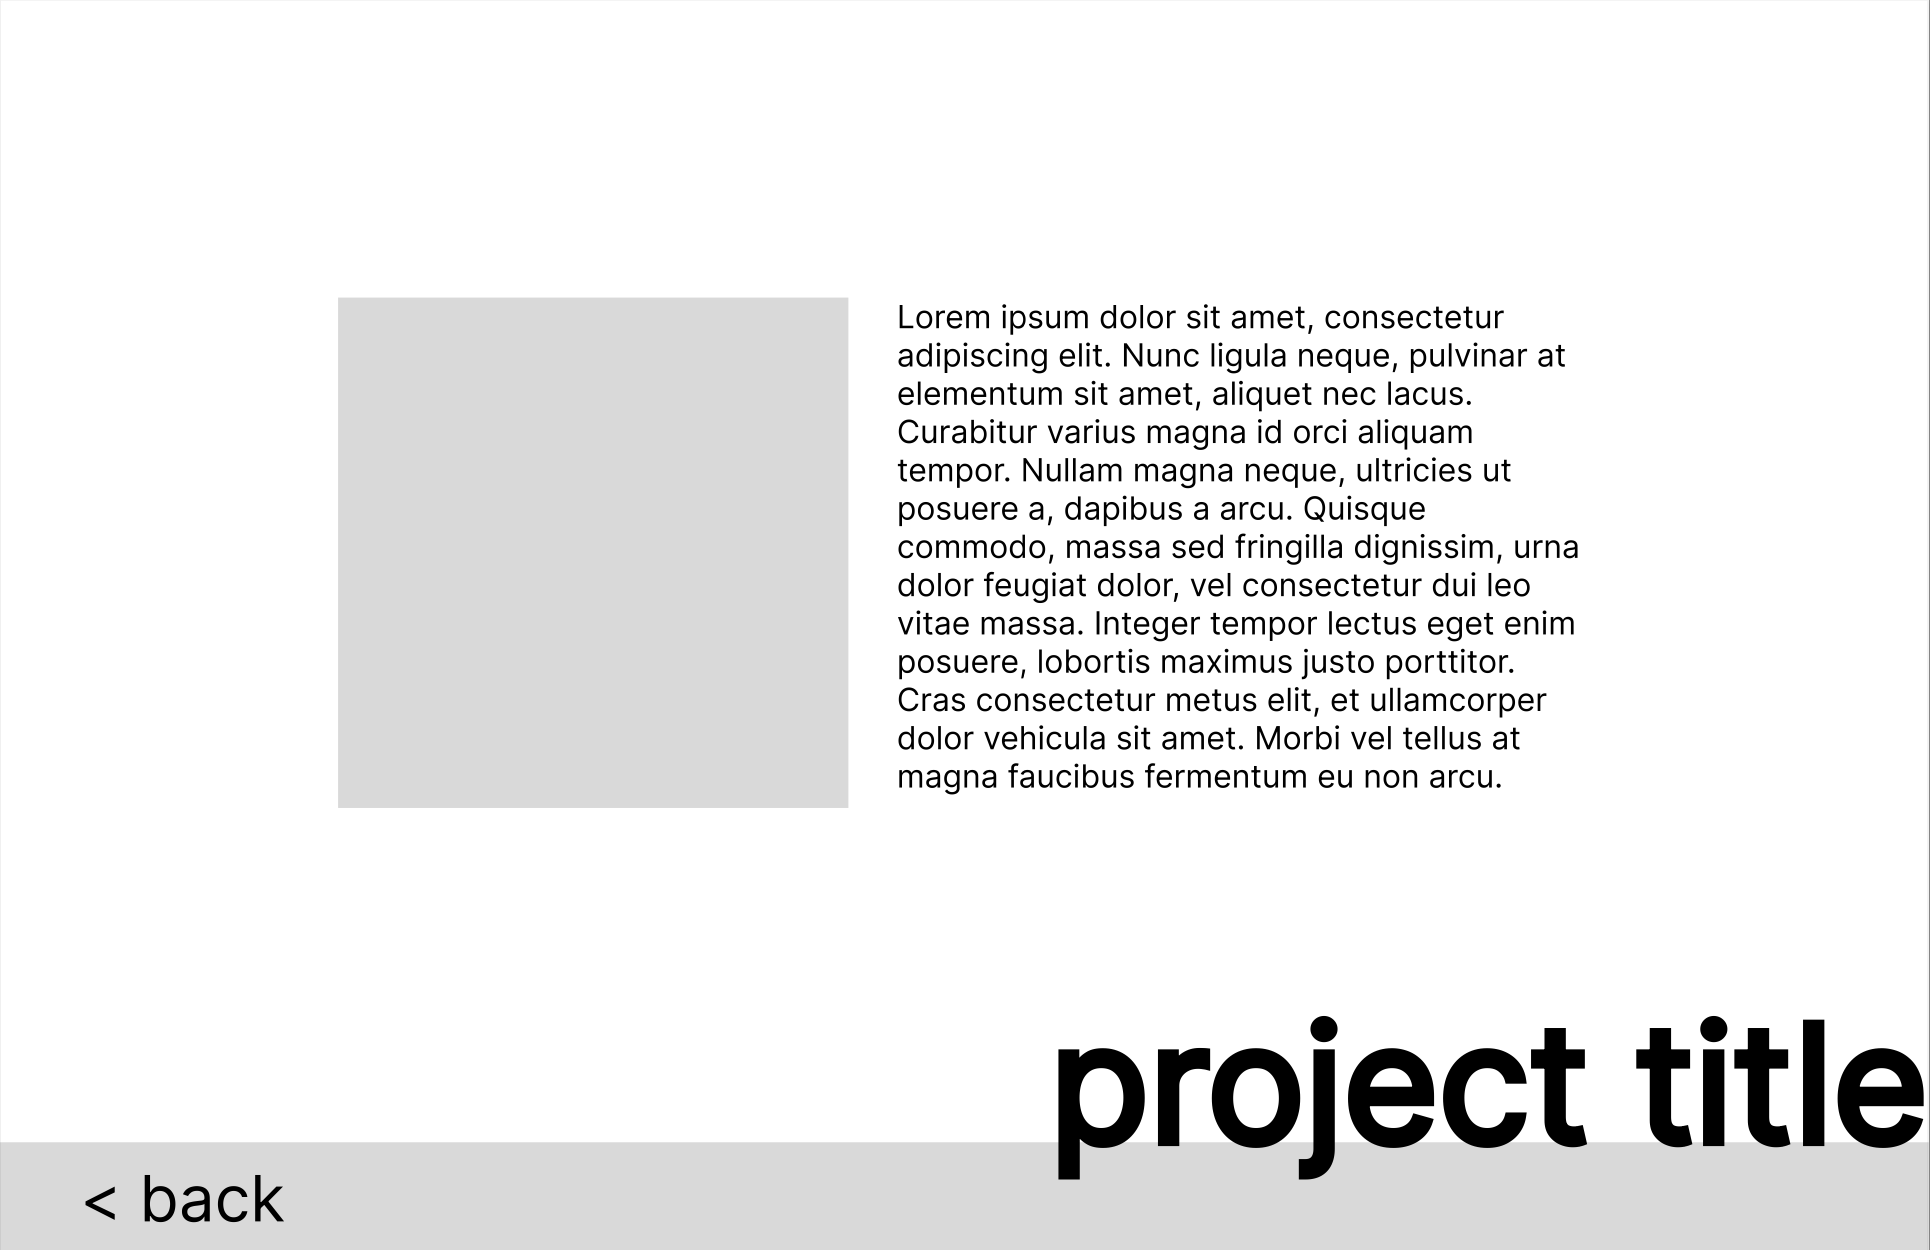 Lorem ipsum dolor sit amet, consectetur
adipiscing elit. Nunc ligula neque, pulvinar at
elementum sit amet, aliquet nec lacus.
Curabitur varius magna id orci aliquam
tempor. Nullam magna neque, ultricies ut
posuere a, dapibus a arcu. Quisque
commodo, massa sed fringilla dignissim, urna
dolor feugiat dolor, vel consectetur dui leo
vitae massa. Integer tempor lectus eget enim
posuere, lobortis maximus justo porttitor.
Cras consectetur metus elit, et ullamcorper
dolor vehicula sit amet. Morbi vel tellus at
magna faucibus fermentum eu non arcu.
project title
< back